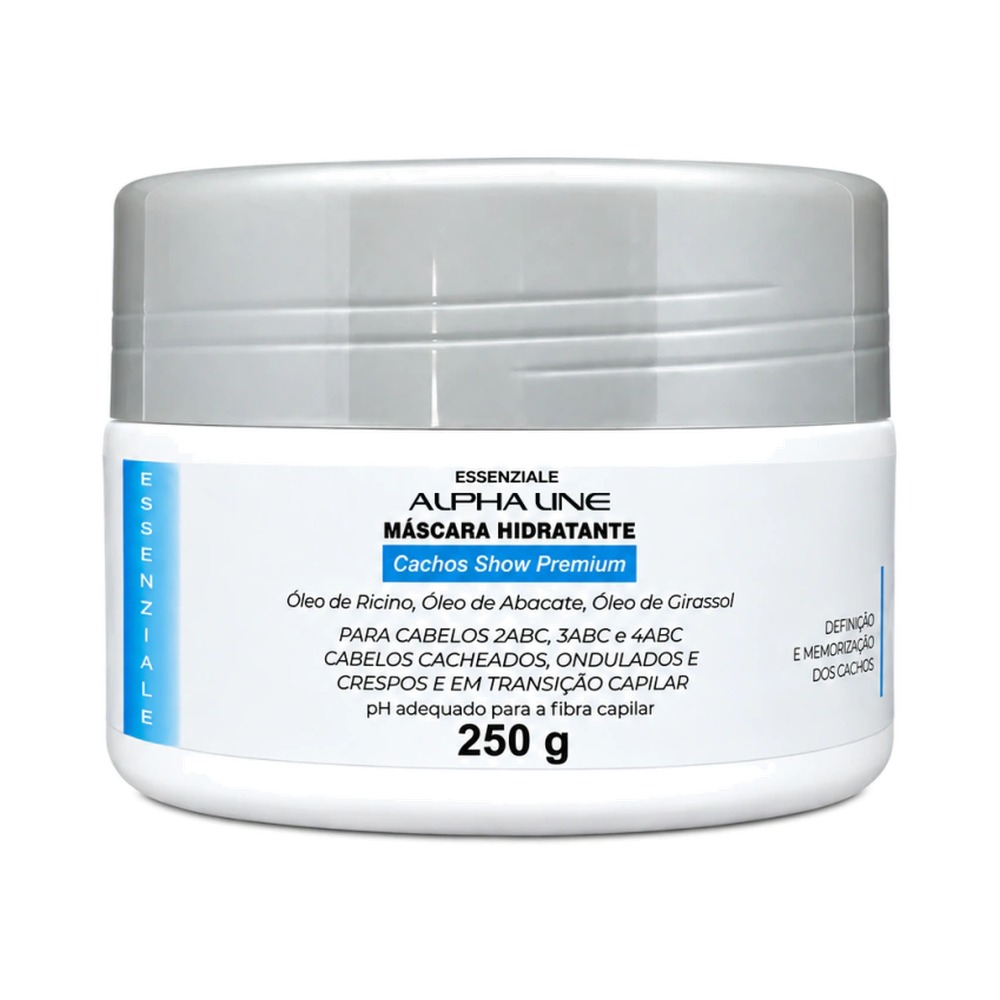 ESSENZIALE
ESSENZIALE
ALPHA LINE
MÁSCARA HIDRATANTE
Cachos Show Premium
Óleo de Ricino, Óleo de Abacate, Óleo de Girassol
PARA CABELOS 2ABC, 3ABC e 4ABC
CABELOS CACHEADOS, ONDULADOS E
CRESPOS E EM TRANSIÇÃO CAPILAR
pH adequado para a fibra capilar
250 g
DEFINIÇÃO
E MEMORIZAÇÃO
DOS CACHOS